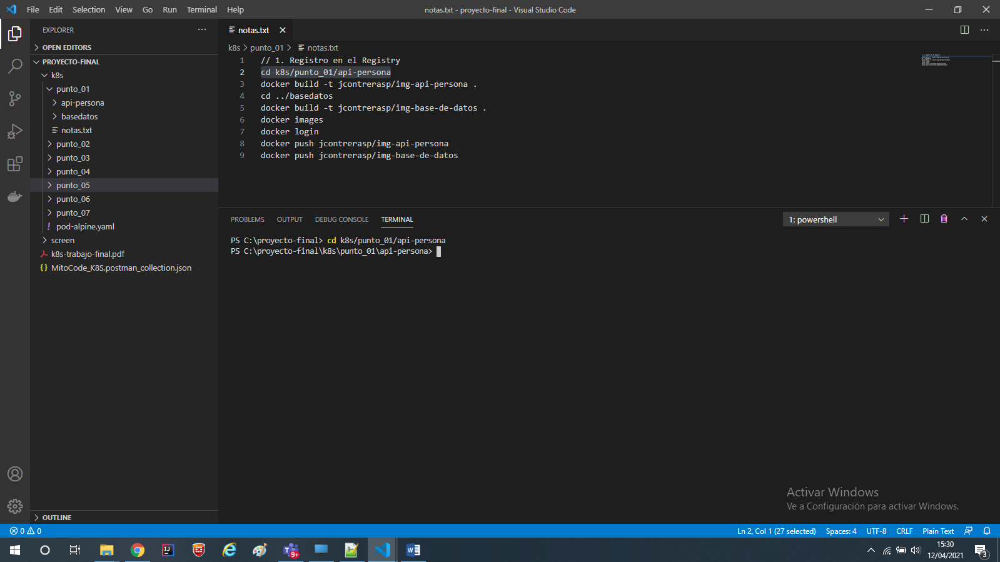 File Edit Selection View Go Run Terminal Help
notas.txt - proyecto-final - Visual Studio Code
EXPLORER
OPEN EDITORS
PROYECTO-FINAL
k8s
punto_01
api-persona
basedatos
notas.txt
punto_02
punto_03
punto_04
punto_05
punto_06
punto_07
! pod-alpine.yaml
screen
k8s-trabajo-final.pdf
{} MitoCode_K8S.postman_collection.json
OUTLINE
notas.txt
k8s > punto_01 > notas.txt
1 // 1. Registro en el Registry
2 cd k8s/punto_01/api-persona
3 docker build -t jcontrerasp/img-api-persona .
4 cd ../basedatos
5 docker build -t jcontrerasp/img-base-de-datos .
6 docker images
7 docker login
8 docker push jcontrerasp/img-api-persona
9 docker push jcontrerasp/img-base-de-datos
PROBLEMS OUTPUT DEBUG CONSOLE TERMINAL
1: powershell
PS C:\proyecto-final> cd k8s/punto_01/api-persona
PS C:\proyecto-final\k8s\punto_01\api-persona>
Activar Windows
Ve a Configuración para activar Windows.
0 0
Ln 2, Col 1 (27 selected) Spaces: 4 UTF-8 CRLF Plain Text
9+
15:30
12/04/2021
3